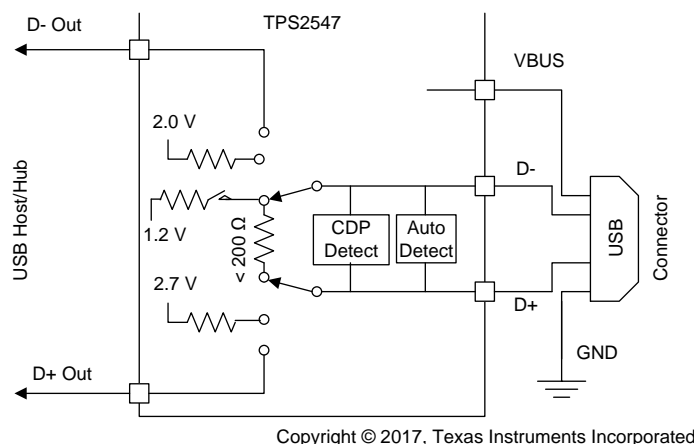 D- Out
TPS2547
VBUS
2.0 V
D-
1.2 V
< 200 Ω
CDP
Detect
Auto
Detect
USB
Connector
USB Host/Hub
2.7 V
D+
GND
D+ Out
Copyright © 2017, Texas Instruments Incorporated